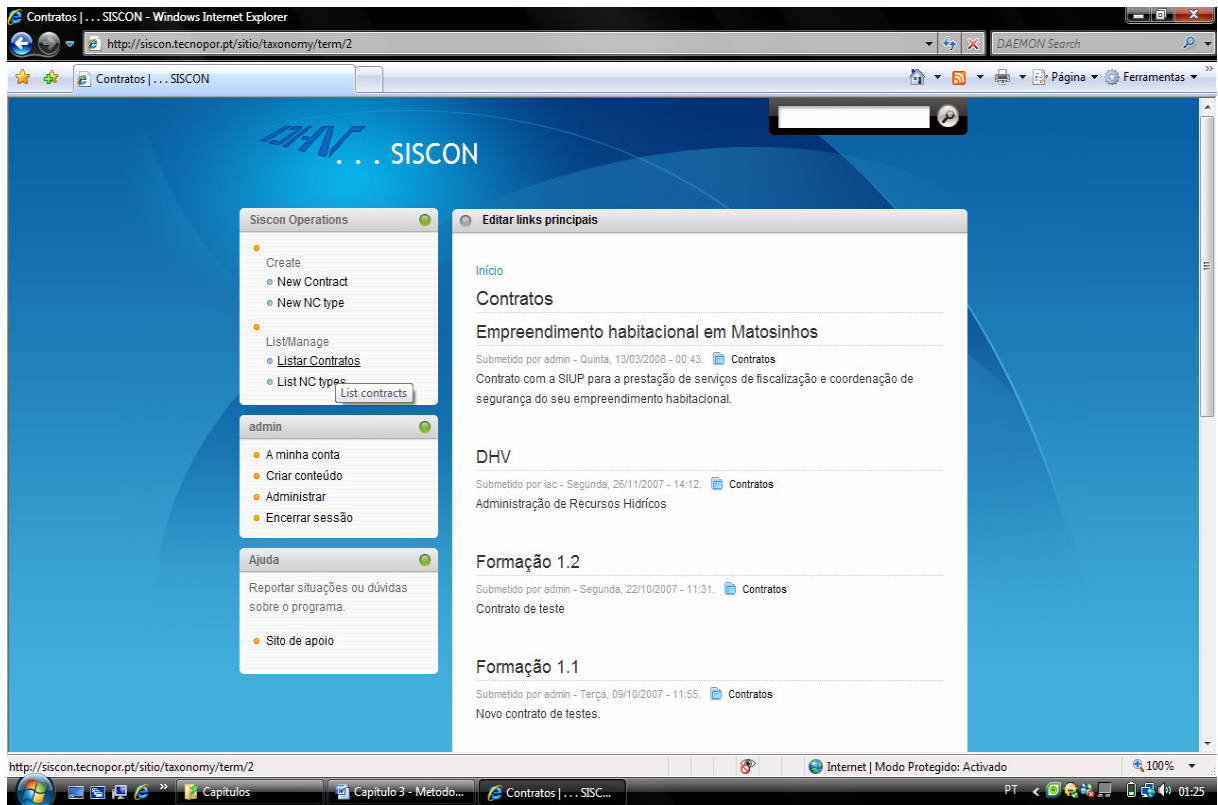 Contratos | . . . SISCON - Windows Internet Explorer
http://siscon.tecnopor.pt/sitio/taxonomy/term/2
DAEMON Search
Contratos | . . . SISCON
Página
Ferramentas
DHV . . . SISCON
Siscon Operations
Create
New Contract
New NC type
List/Manage
Listar Contratos
List NC types
List contracts
admin
A minha conta
Criar conteúdo
Administrar
Encerrar sessão
Ajuda
Reportar situações ou dúvidas
sobre o programa.
Sito de apoio
Editar links principais
Início
Contratos
Empreendimento habitacional em Matosinhos
Submetido por admin - Quinta, 13/03/2008 - 00:43. Contratos
Contrato com a SIUP para a prestação de serviços de fiscalização e coordenação de
segurança do seu empreendimento habitacional.
DHV
Submetido por iac - Segunda, 26/11/2007 - 14:12. Contratos
Administração de Recursos Hidrícos
Formação 1.2
Submetido por admin - Segunda, 22/10/2007 - 11:31. Contratos
Contrato de teste
Formação 1.1
Submetido por admin - Terça, 09/10/2007 - 11:55. Contratos
Novo contrato de testes.
http://siscon.tecnopor.pt/sitio/taxonomy/term/2
Internet | Modo Protegido: Activado
100%
Capítulos
Capítulo 3 - Metodo...
Contratos | . . . SISC...
PT
01:25